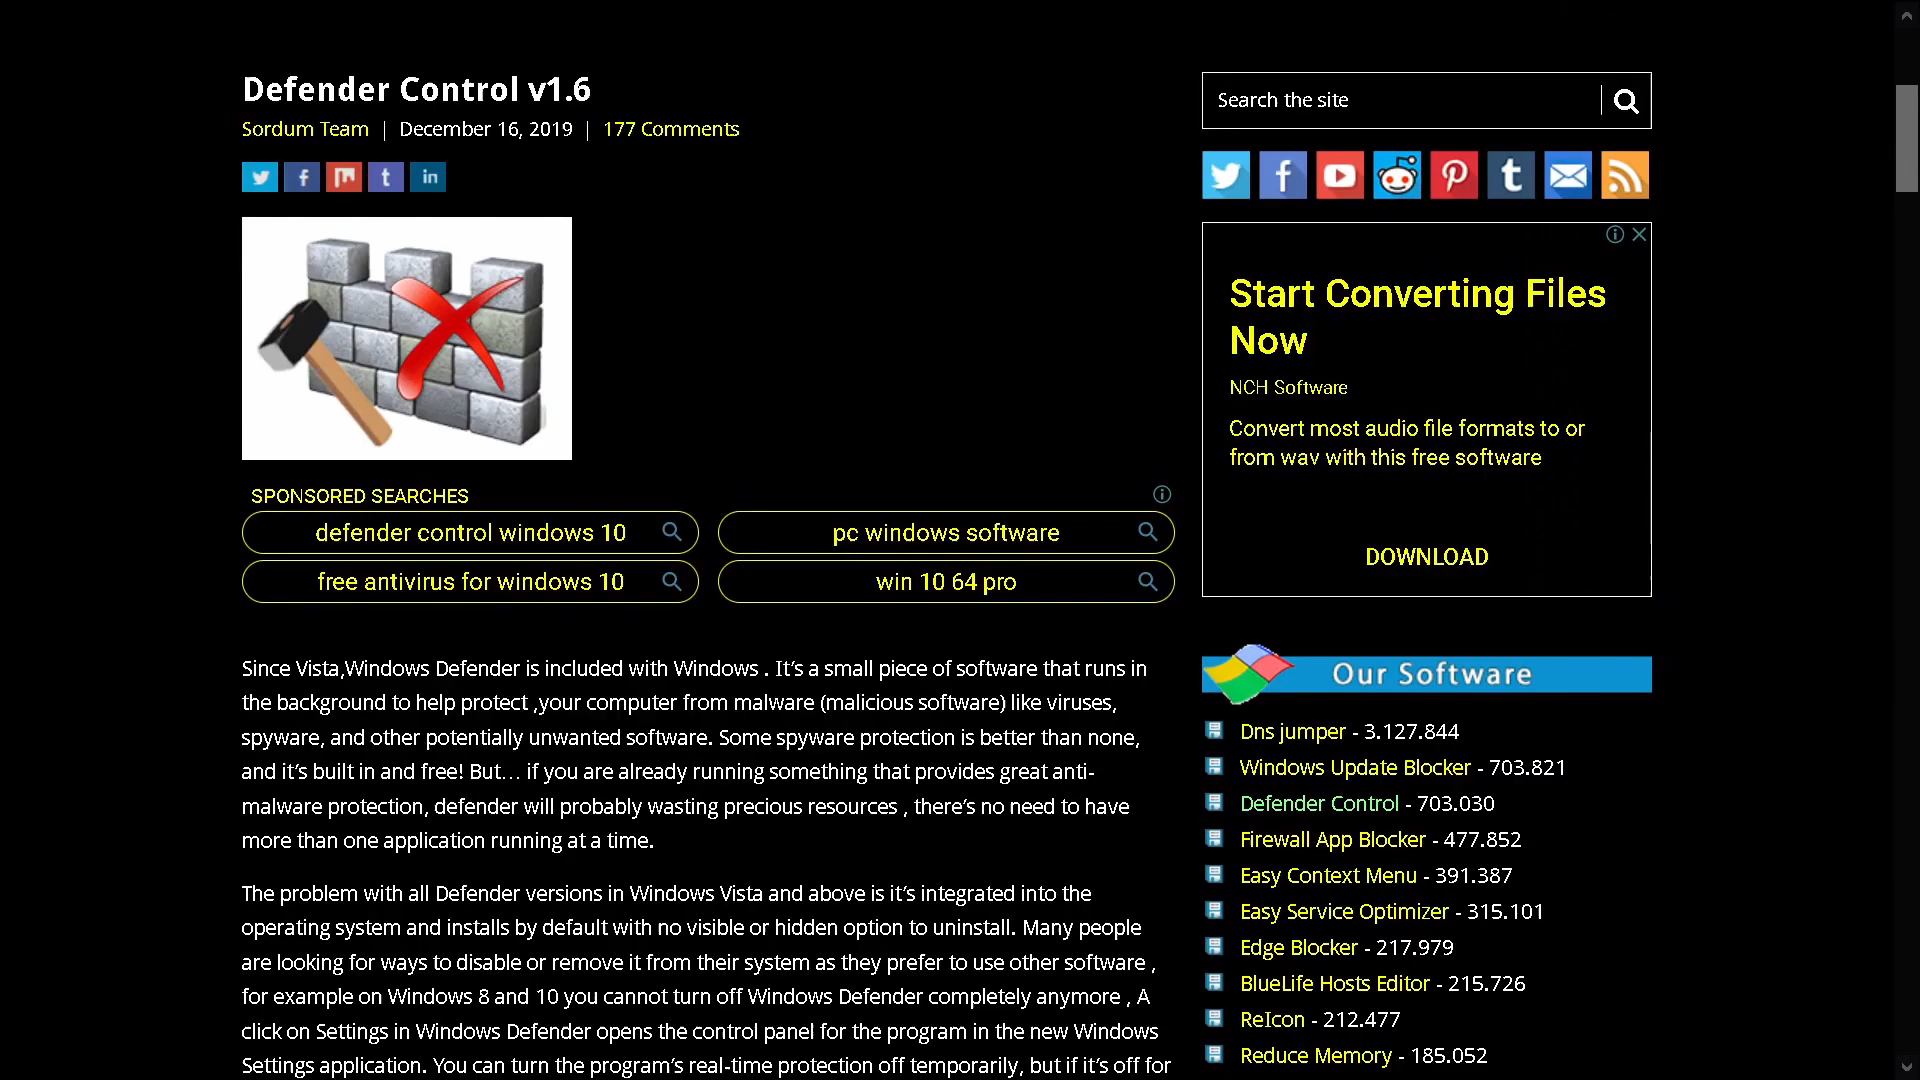 Defender Control v1.6
Sordum Team | December 16, 2019 | 177 Comments
SPONSORED SEARCHES
defender control windows 10
pc windows software
free antivirus for windows 10
win 10 64 pro
Since Vista,Windows Defender is included with Windows . It’s a small piece of software that runs in
the background to help protect ,your computer from malware (malicious software) like viruses,
spyware, and other potentially unwanted software. Some spyware protection is better than none,
and it’s built in and free! But… if you are already running something that provides great anti-
malware protection, defender will probably wasting precious resources , there’s no need to have
more than one application running at a time.
The problem with all Defender versions in Windows Vista and above is it’s integrated into the
operating system and installs by default with no visible or hidden option to uninstall. Many people
are looking for ways to disable or remove it from their system as they prefer to use other software ,
for example on Windows 8 and 10 you cannot turn off Windows Defender completely anymore , A
click on Settings in Windows Defender opens the control panel for the program in the new Windows
Settings application. You can turn the program’s real-time protection off temporarily, but if it’s off for
Search the site
Start Converting Files
Now
NCH Software
Convert most audio file formats to or
from wav with this free software
DOWNLOAD
Our Software
Dns jumper - 3.127.844
Windows Update Blocker - 703.821
Defender Control - 703.030
Firewall App Blocker - 477.852
Easy Context Menu - 391.387
Easy Service Optimizer - 315.101
Edge Blocker - 217.979
BlueLife Hosts Editor - 215.726
ReIcon - 212.477
Reduce Memory - 185.052